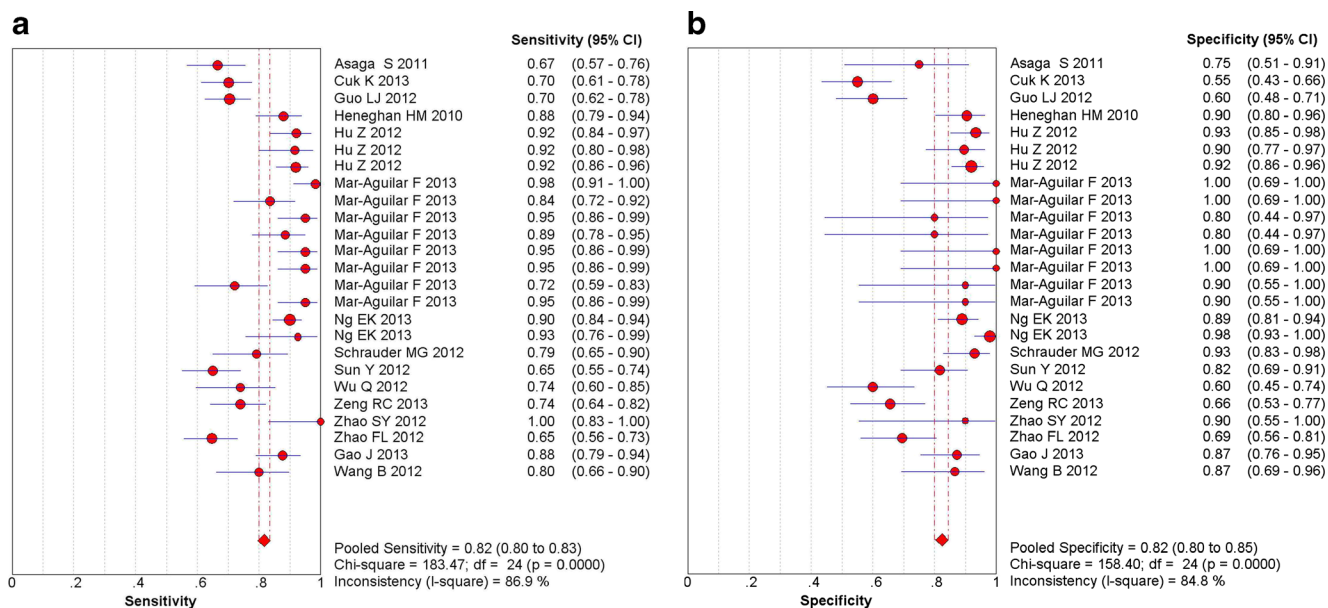 a
Sensitivity (95% CI)
Asaga S 2011 0.67 (0.57 - 0.76)
Cuk K 2013 0.70 (0.61 - 0.78)
Guo LJ 2012 0.70 (0.62 - 0.78)
Heneghan HM 2010 0.88 (0.79 - 0.94)
Hu Z 2012 0.92 (0.84 - 0.97)
Hu Z 2012 0.92 (0.80 - 0.98)
Hu Z 2012 0.92 (0.86 - 0.96)
Mar-Aguilar F 2013 0.98 (0.91 - 1.00)
Mar-Aguilar F 2013 0.84 (0.72 - 0.92)
Mar-Aguilar F 2013 0.95 (0.86 - 0.99)
Mar-Aguilar F 2013 0.89 (0.78 - 0.95)
Mar-Aguilar F 2013 0.95 (0.86 - 0.99)
Mar-Aguilar F 2013 0.95 (0.86 - 0.99)
Mar-Aguilar F 2013 0.72 (0.59 - 0.83)
Mar-Aguilar F 2013 0.95 (0.86 - 0.99)
Ng EK 2013 0.90 (0.84 - 0.94)
Ng EK 2013 0.93 (0.76 - 0.99)
Schrauder MG 2012 0.79 (0.65 - 0.90)
Sun Y 2012 0.65 (0.55 - 0.74)
Wu Q 2012 0.74 (0.60 - 0.85)
Zeng RC 2013 0.74 (0.64 - 0.82)
Zhao SY 2012 1.00 (0.83 - 1.00)
Zhao FL 2012 0.65 (0.56 - 0.73)
Gao J 2013 0.88 (0.79 - 0.94)
Wang B 2012 0.80 (0.66 - 0.90)
Pooled Sensitivity = 0.82 (0.80 to 0.83)
Chi-square = 183.47; df = 24 (p = 0.0000)
Inconsistency (I-square) = 86.9 %
0 .2 .4 .6 .8 1
Sensitivity
b
Specificity (95% CI)
Asaga S 2011 0.75 (0.51 - 0.91)
Cuk K 2013 0.55 (0.43 - 0.66)
Guo LJ 2012 0.60 (0.48 - 0.71)
Heneghan HM 2010 0.90 (0.80 - 0.96)
Hu Z 2012 0.93 (0.85 - 0.98)
Hu Z 2012 0.90 (0.77 - 0.97)
Hu Z 2012 0.92 (0.86 - 0.96)
Mar-Aguilar F 2013 1.00 (0.69 - 1.00)
Mar-Aguilar F 2013 1.00 (0.69 - 1.00)
Mar-Aguilar F 2013 0.80 (0.44 - 0.97)
Mar-Aguilar F 2013 0.80 (0.44 - 0.97)
Mar-Aguilar F 2013 1.00 (0.69 - 1.00)
Mar-Aguilar F 2013 1.00 (0.69 - 1.00)
Mar-Aguilar F 2013 0.90 (0.55 - 1.00)
Mar-Aguilar F 2013 0.90 (0.55 - 1.00)
Ng EK 2013 0.89 (0.81 - 0.94)
Ng EK 2013 0.98 (0.93 - 1.00)
Schrauder MG 2012 0.93 (0.83 - 0.98)
Sun Y 2012 0.82 (0.69 - 0.91)
Wu Q 2012 0.60 (0.45 - 0.74)
Zeng RC 2013 0.66 (0.53 - 0.77)
Zhao SY 2012 0.90 (0.55 - 1.00)
Zhao FL 2012 0.69 (0.56 - 0.81)
Gao J 2013 0.87 (0.76 - 0.95)
Wang B 2012 0.87 (0.69 - 0.96)
Pooled Specificity = 0.82 (0.80 to 0.85)
Chi-square = 158.40; df = 24 (p = 0.0000)
Inconsistency (I-square) = 84.8 %
0 .2 .4 .6 .8 1
Specificity